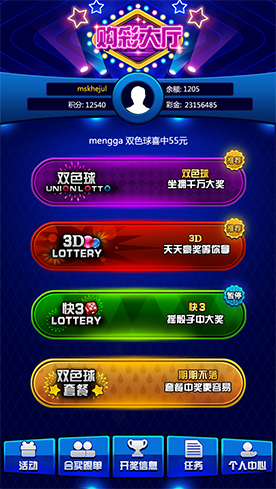 购彩大厅
mskhejul
余额: 1205
积分: 12540
彩金: 23156485
mengga 双色球喜中55元
双色球
UNION LOTTO
双色球
坐拥千万大奖
推荐
3D
LOTTERY
3D
天天豪奖等你拿
推荐
快3
LOTTERY
快3
摇骰子中大奖
暂停
双色球
套餐
期期不落
套餐中奖更容易
活动
合买跟单
开奖信息
任务
个人中心